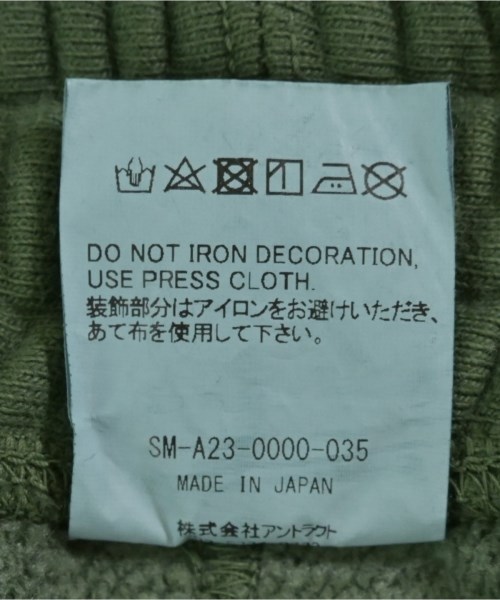 DO NOT IRON DECORATION,
USE PRESS CLOTH.
装飾部分はアイロンをお避けいただき、
あて布を使用して下さい。
SM-A23-0000-035
MADE IN JAPAN
株式会社アントラクト